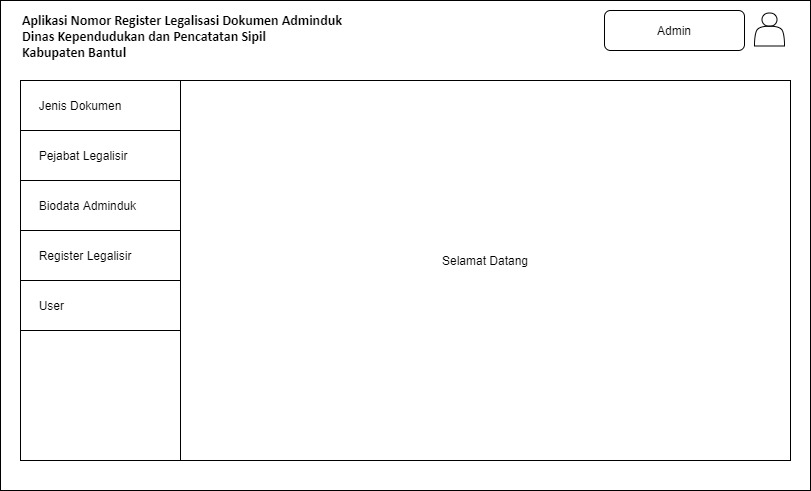 Aplikasi Nomor Register Legalisasi Dokumen Adminduk
Dinas Kependudukan dan Pencatatan Sipil
Kabupaten Bantul
Admin
Jenis Dokumen
Pejabat Legalisir
Biodata Adminduk
Register Legalisir
User
Selamat Datang